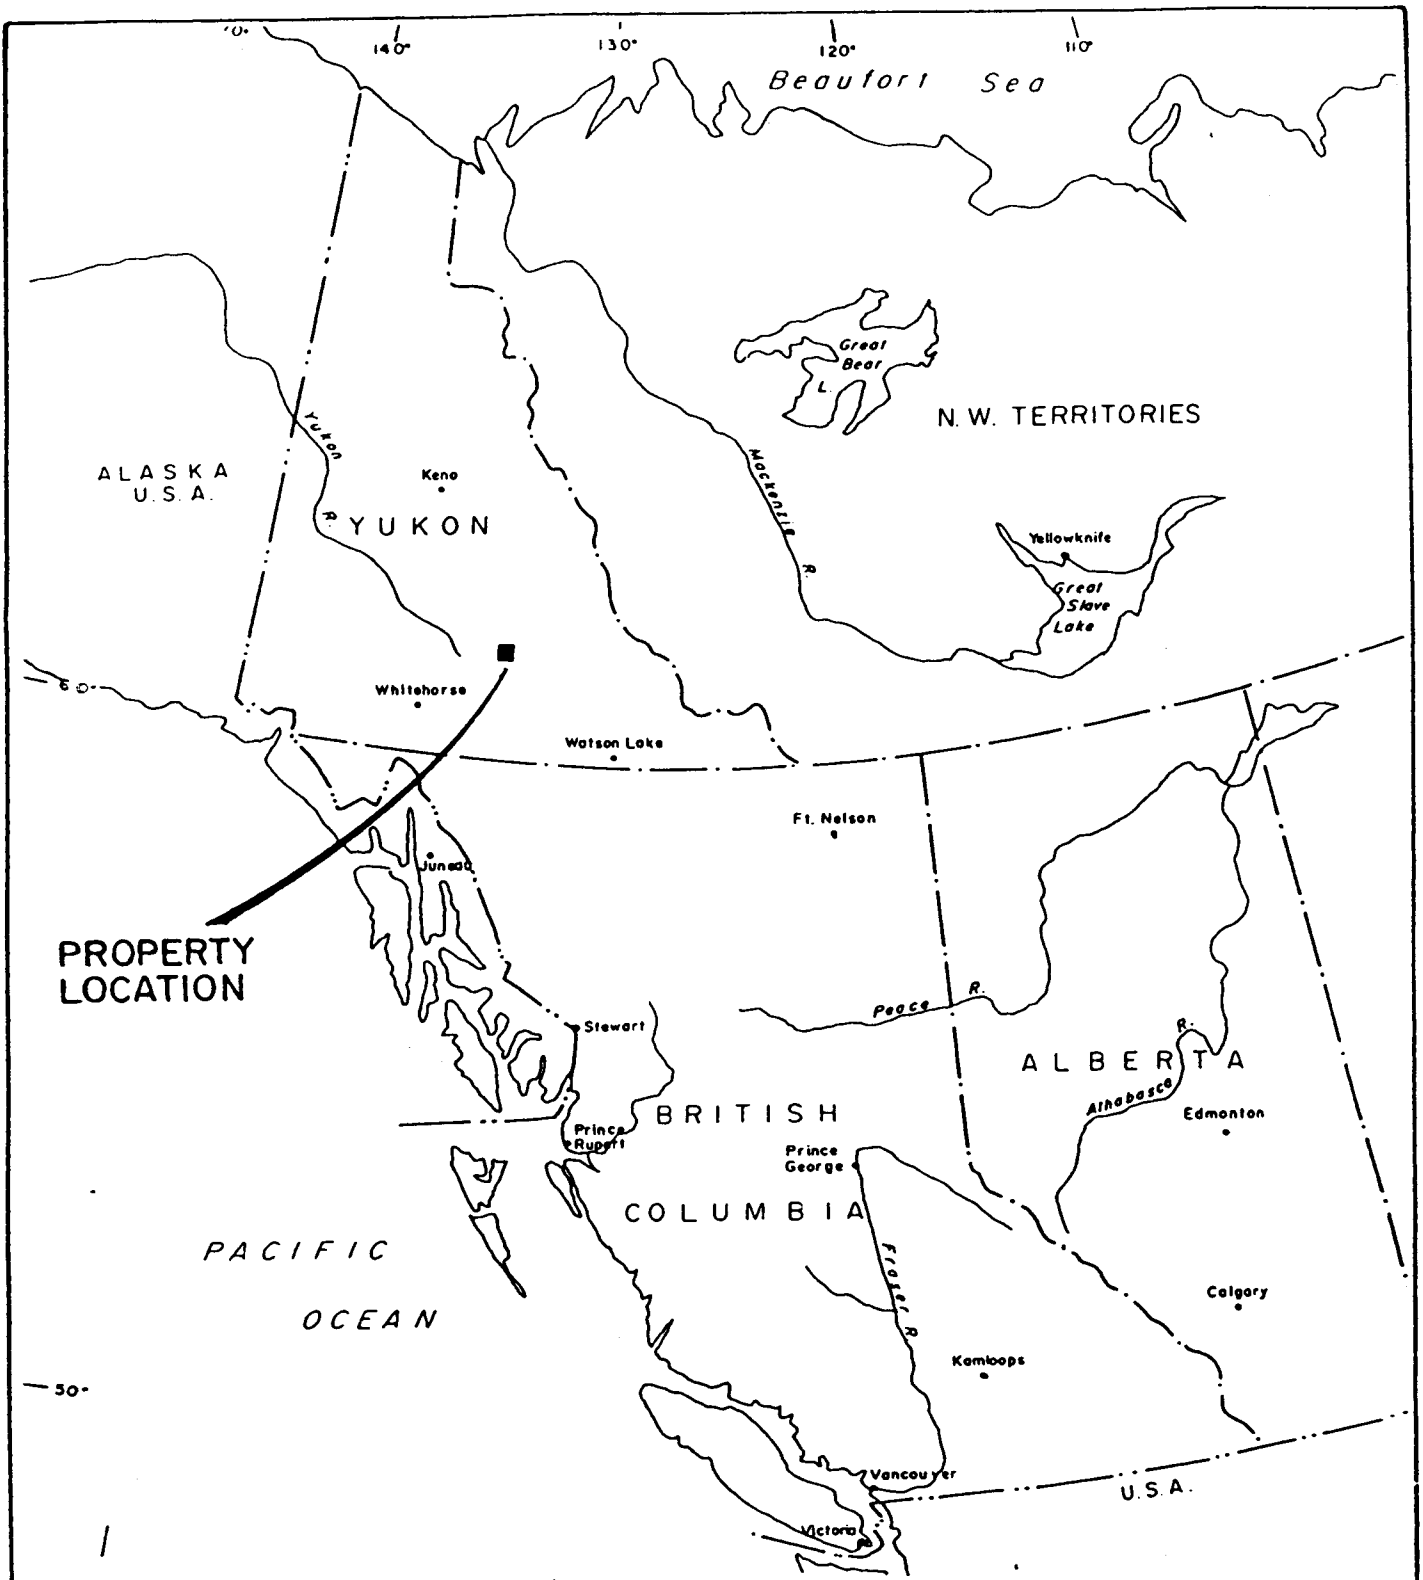 140°
130°
120°
110°
Beaufort Sea
Great
Bear
L.
N.W. TERRITORIES
Yukon
R.
ALASKA
U.S.A.
Keno
YUKON
Mackenzie
R.
Yellowknife
Great
Slave
Lake
60
Whitehorse
Watson Lake
Ft. Nelson
Juneau
PROPERTY
LOCATION
Peace R.
Stewart
ALBERTA
Athabasca
R.
Edmonton
BRITISH
Prince
Rupert
Prince
George
COLUMBIA
PACIFIC
OCEAN
Fraser R.
Calgary
Kamloops
50°
Vancouver
U.S.A.
Victoria